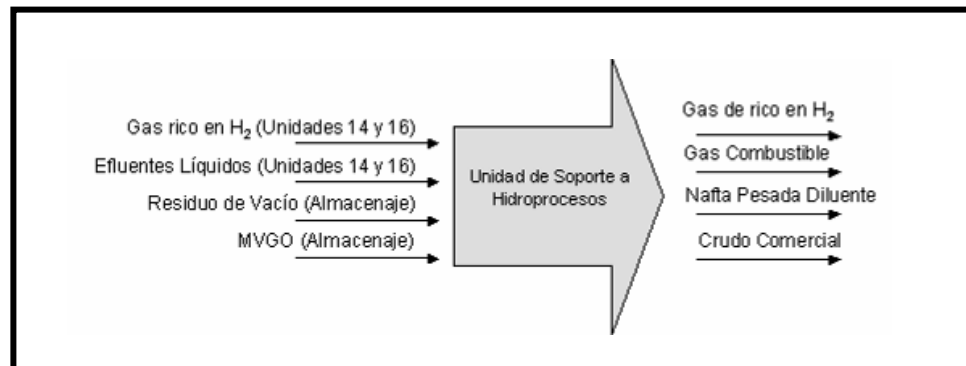 Gas rico en H2 (Unidades 14 y 16)
Efluentes Líquidos (Unidades 14 y 16)
Residuo de Vacío (Almacenaje)
MVGO (Almacenaje)
Unidad de Soporte a
Hidroprocesos
Gas de rico en H2
Gas Combustible
Nafta Pesada Diluente
Crudo Comercial